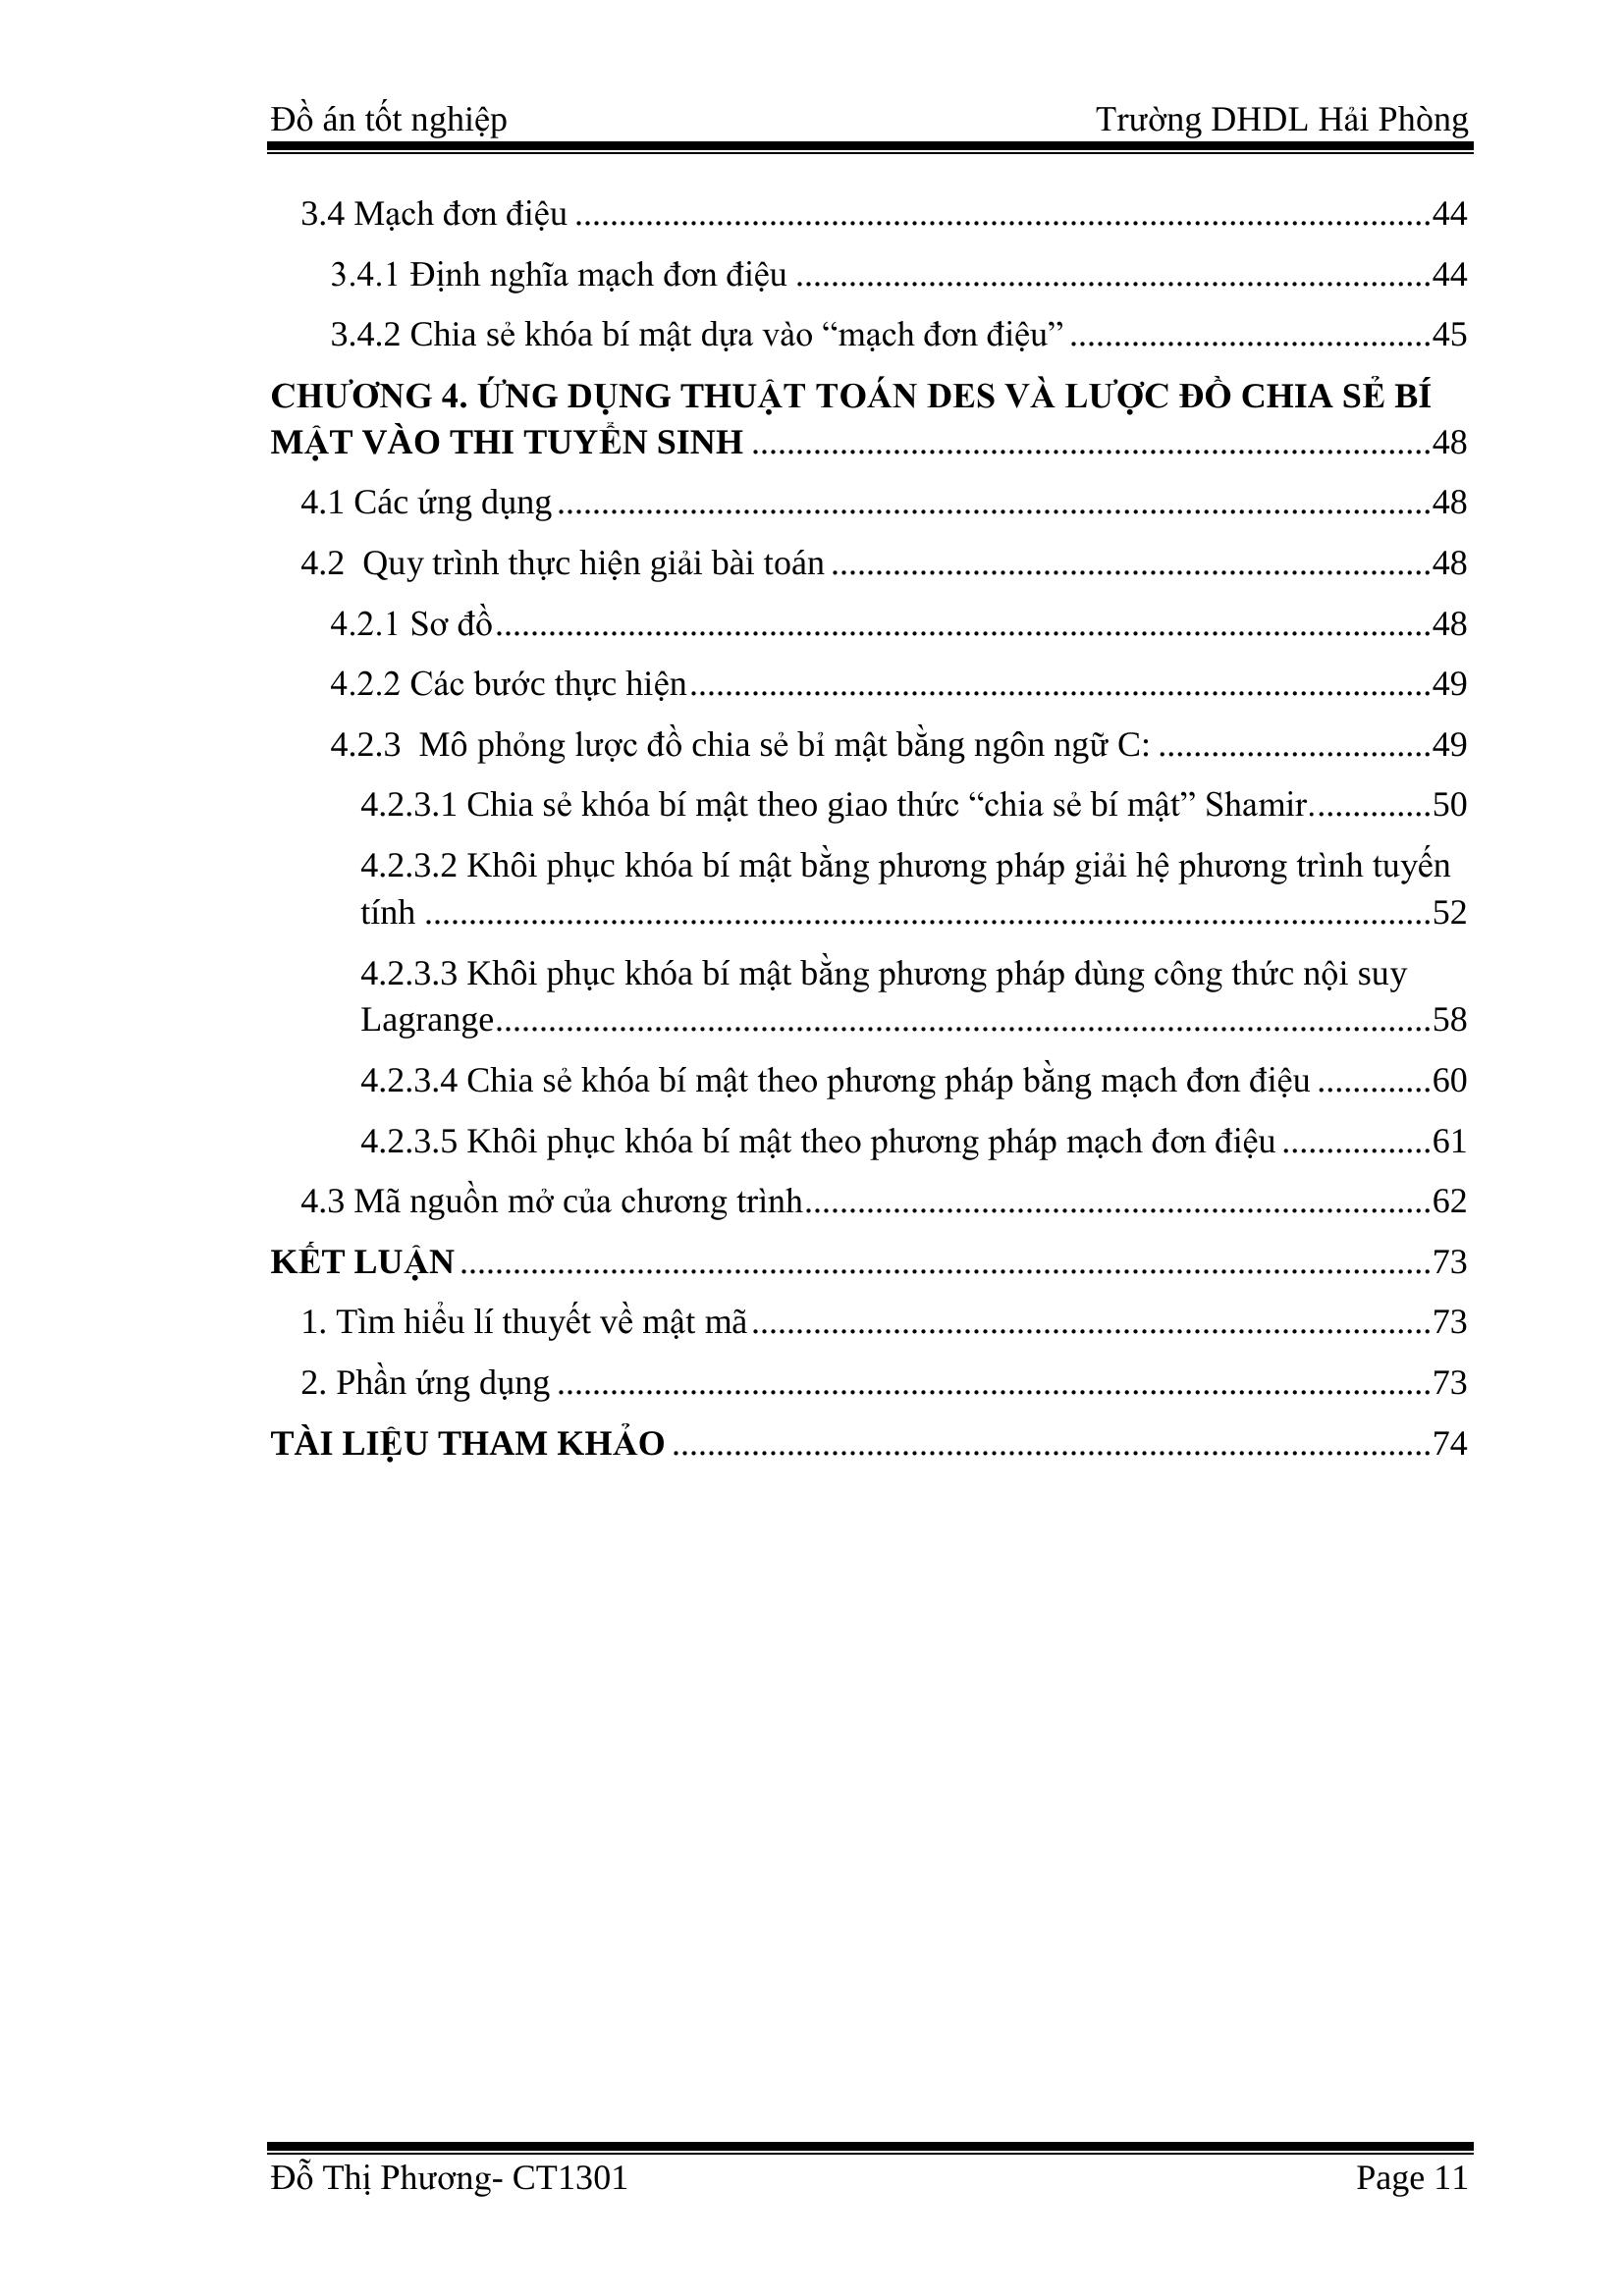 Đồ án tốt nghiệp Trường DHDL Hải Phòng
3.4 Mạch đơn điệu ........................................................................................................44
3.4.1 Định nghĩa mạch đơn điệu ........................................................................44
3.4.2 Chia sẻ khóa bí mật dựa vào “mạch đơn điệu” .........................................45
CHƯƠNG 4. ỨNG DỤNG THUẬT TOÁN DES VÀ LƯỢC ĐỒ CHIA SẺ BÍ
MẬT VÀO THI TUYỂN SINH .............................................................................48
4.1 Các ứng dụng...................................................................................................48
4.2  Quy trình thực hiện giải bài toán ....................................................................48
4.2.1 Sơ đồ..........................................................................................................48
4.2.2 Các bước thực hiện....................................................................................49
4.2.3  Mô phỏng lược đồ chia sẻ bỉ mật bằng ngôn ngữ C: ...............................49
4.2.3.1 Chia sẻ khóa bí mật theo giao thức “chia sẻ bí mật” Shamir..............50
4.2.3.2 Khôi phục khóa bí mật bằng phương pháp giải hệ phương trình tuyến
tính ..................................................................................................................52
4.2.3.3 Khôi phục khóa bí mật bằng phương pháp dùng công thức nội suy
Lagrange..........................................................................................................58
4.2.3.4 Chia sẻ khóa bí mật theo phương pháp bằng mạch đơn điệu .............60
4.2.3.5 Khôi phục khóa bí mật theo phương pháp mạch đơn điệu .................61
4.3 Mã nguồn mở của chương trình.......................................................................62
KẾT LUẬN..............................................................................................................73
1. Tìm hiểu lí thuyết về mật mã.............................................................................73
2. Phần ứng dụng ...................................................................................................73
TÀI LIỆU THAM KHẢO ......................................................................................74
Đỗ Thị Phương- CT1301 Page 11